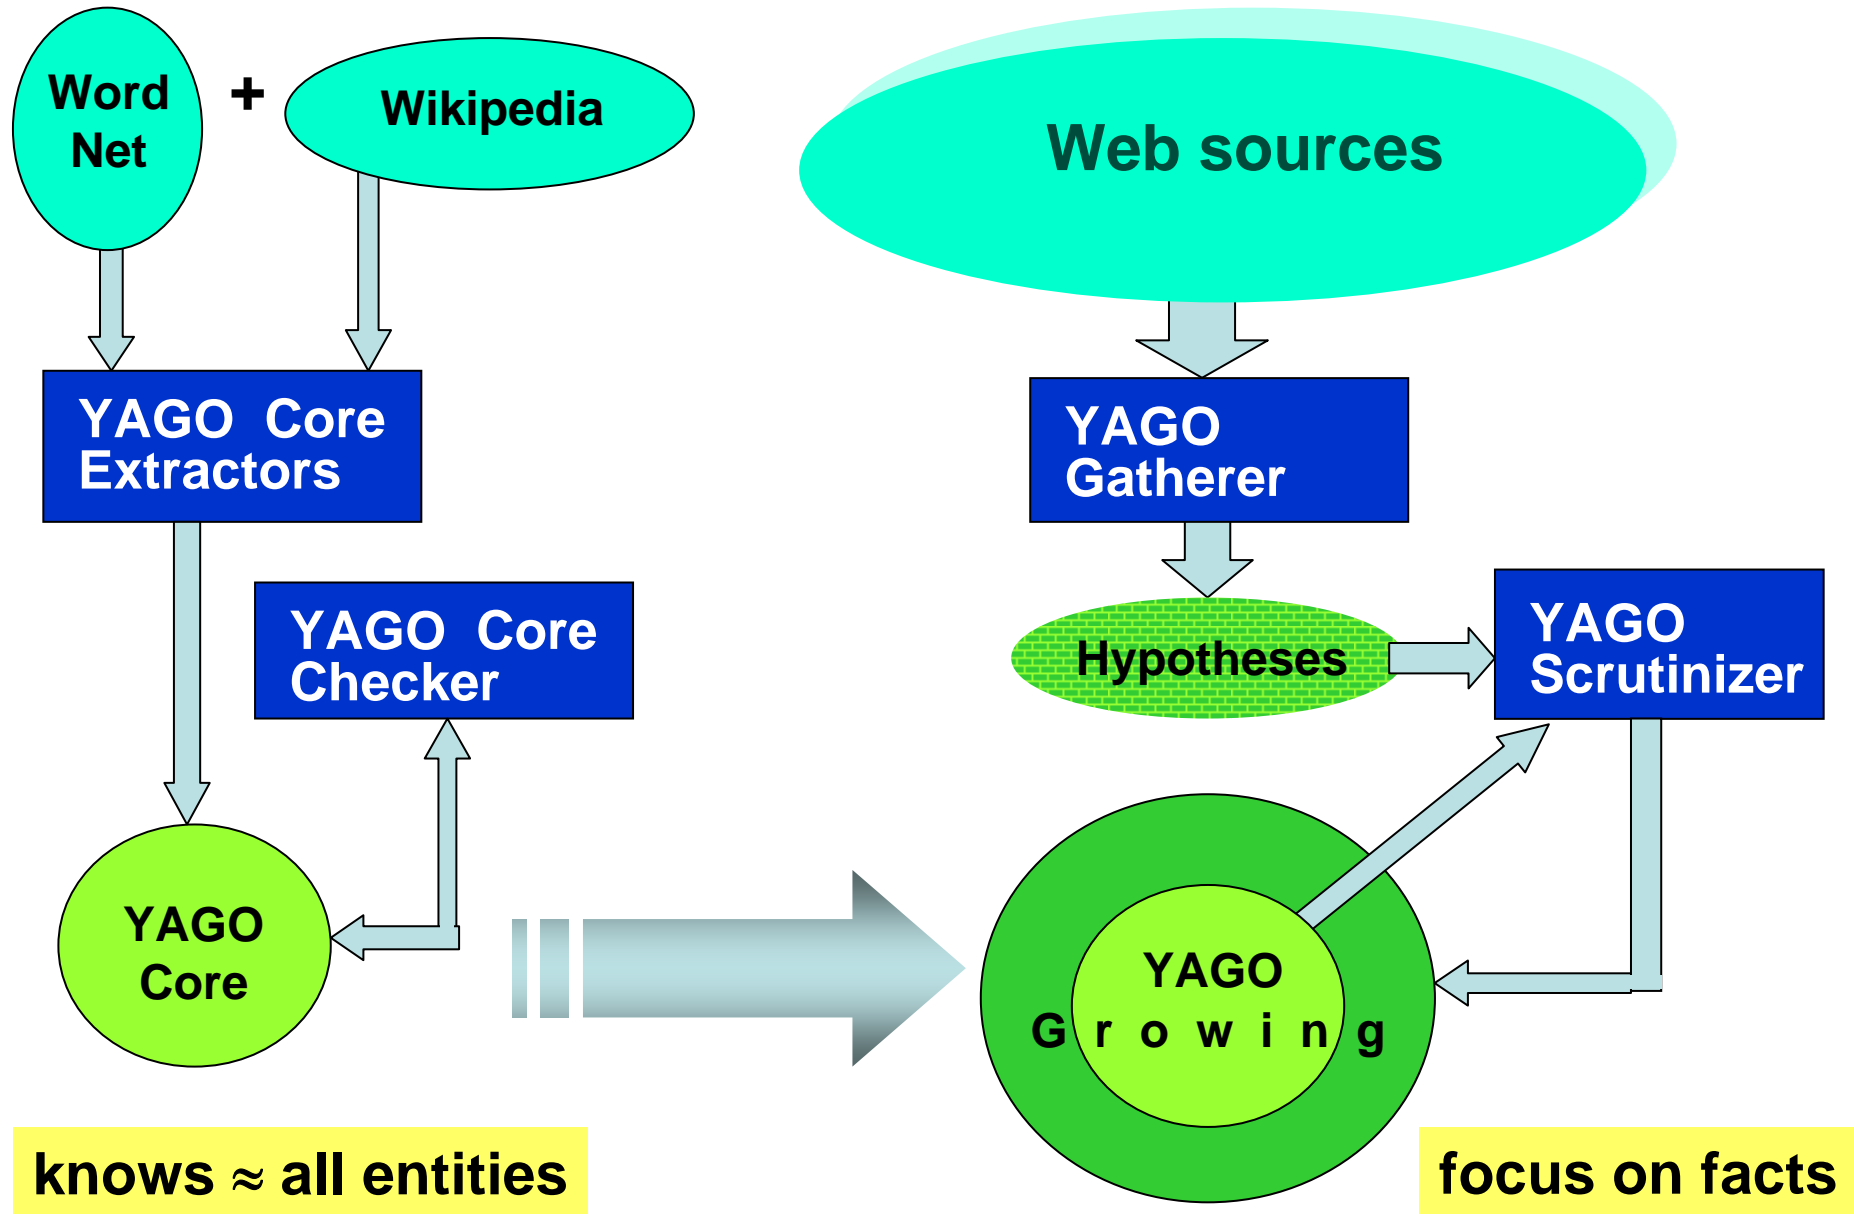 Word
Net
+
Wikipedia
Web sources
YAGO Core
Extractors
YAGO
Gatherer
YAGO Core
Checker
Hypotheses
YAGO
Scrutinizer
YAGO
Core
YAGO
G r o w i n g
knows ≈ all entities
focus on facts